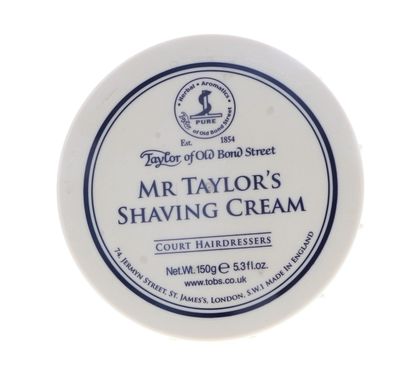 Herbal • Aromatics
PURE
Taylor of Old Bond Street
Est. 1854
Taylor of Old Bond Street
MR TAYLOR'S
SHAVING CREAM
COURT HAIRDRESSERS
Net.Wt. 150g ℮ 5.3fl.oz.
www.tobs.co.uk
74, JERMYN STREET, ST. JAMES'S, LONDON, S.W.1 MADE IN ENGLAND